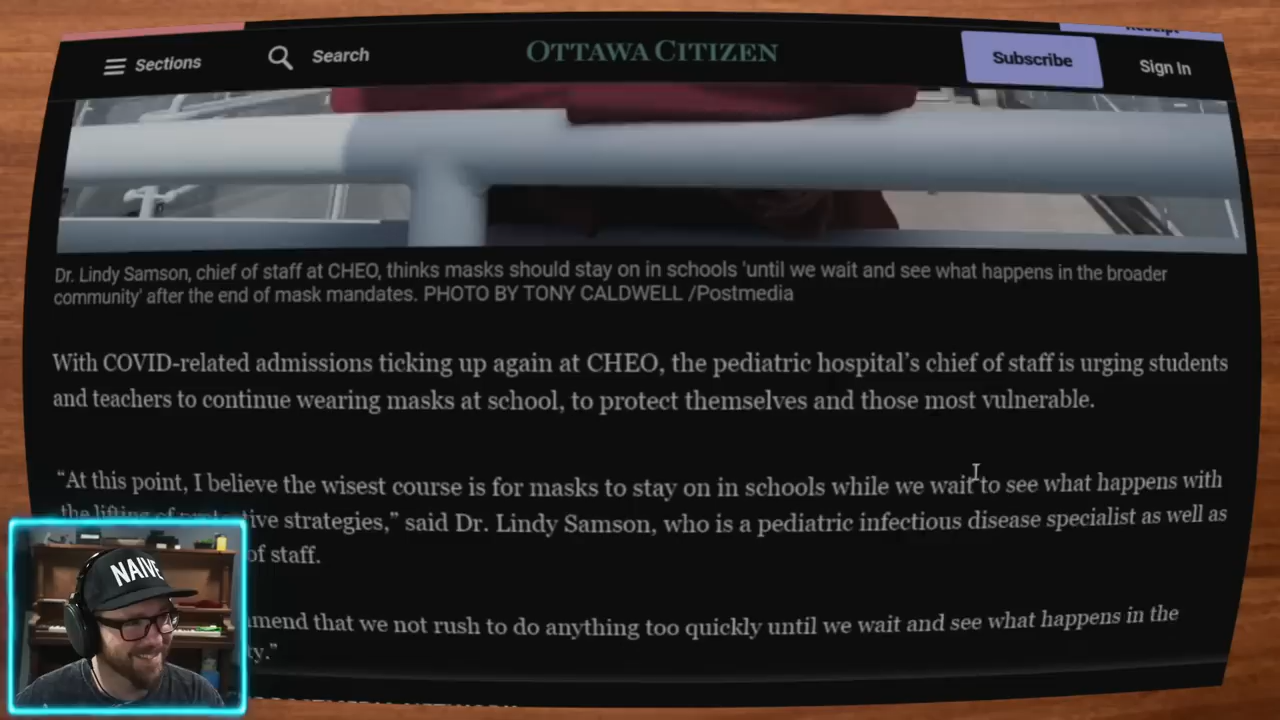 Receipt
Sections
Search
OTTAWA CITIZEN
Subscribe
Sign In
Dr. Lindy Samson, chief of staff at CHEO, thinks masks should stay on in schools 'until we wait and see what happens in the broader
community' after the end of mask mandates. PHOTO BY TONY CALDWELL /Postmedia
With COVID-related admissions ticking up again at CHEO, the pediatric hospital's chief of staff is urging students
and teachers to continue wearing masks at school, to protect themselves and those most vulnerable.
“At this point, I believe the wisest course is for masks to stay on in schools while we wait to see what happens with
the lifting of protective strategies,” said Dr. Lindy Samson, who is a pediatric infectious disease specialist as well as
of staff.
mend that we not rush to do anything too quickly until we wait and see what happens in the
ty.”
NAIVE